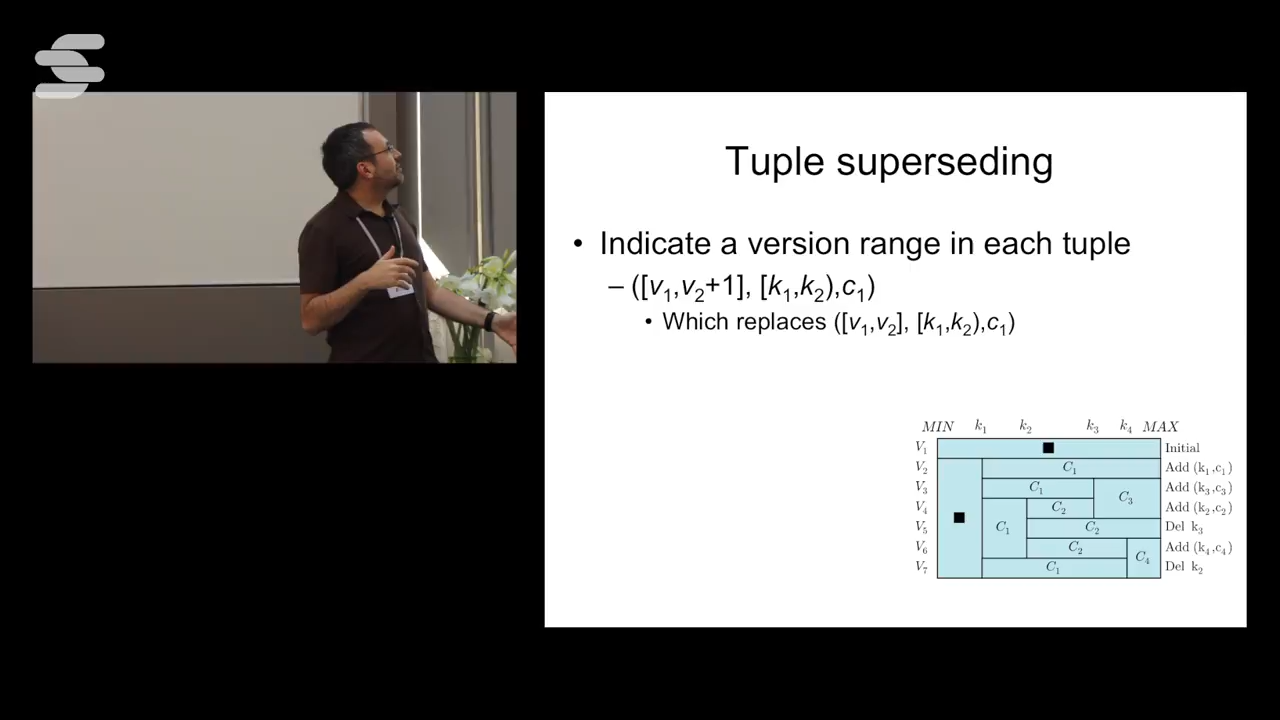 Tuple superseding
• Indicate a version range in each tuple
– ([v₁,v₂+1], [k₁,k₂),c₁)
• Which replaces ([v₁,v₂], [k₁,k₂),c₁)
MIN k₁ k₂ k₃ k₄ MAX
V₁ ■ Initial
V₂ C₁ Add (k₁,c₁)
V₃ C₁ C₃ Add (k₃,c₃)
V₄ C₂ Add (k₂,c₂)
V₅ ■ C₁ C₂ Del k₃
V₆ C₂ C₄ Add (k₄,c₄)
V₇ C₁ Del k₂